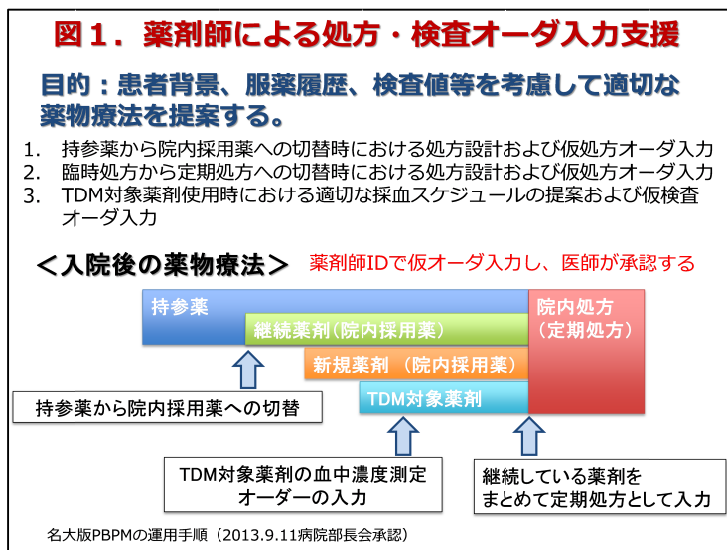 図１．薬剤師による処方・検査オーダ入力支援
目的：患者背景、服薬履歴、検査値等を考慮して適切な
薬物療法を提案する。
1. 持参薬から院内採用薬への切替時における処方設計および仮処方オーダ入力
2. 臨時処方から定期処方への切替時における処方設計および仮処方オーダ入力
3. TDM対象薬剤使用時における適切な採血スケジュールの提案および仮検査
オーダ入力
＜入院後の薬物療法＞ 薬剤師IDで仮オーダ入力し、医師が承認する
持参薬
継続薬剤（院内採用薬）
新規薬剤 （院内採用薬）
TDM対象薬剤
院内処方
（定期処方）
持参薬から院内採用薬への切替
TDM対象薬剤の血中濃度測定
オーダーの入力
継続している薬剤を
まとめて定期処方として入力
名大版PBPMの運用手順（2013.9.11病院部長会承認）